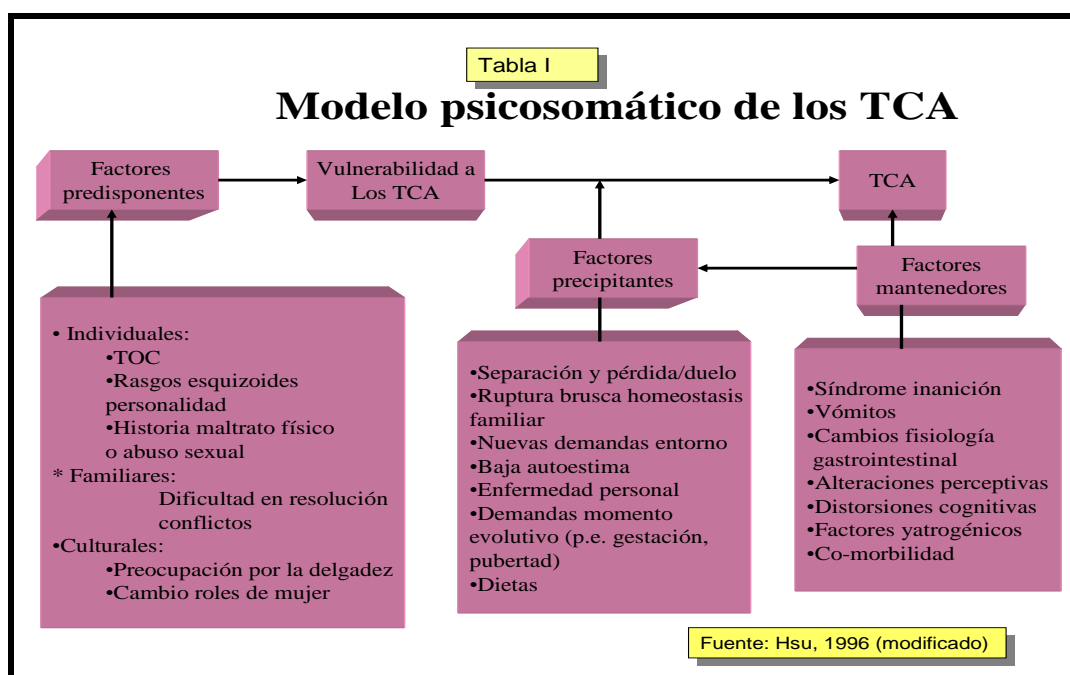 Tabla I
Modelo psicosomático de los TCA
Factores
predisponentes
Vulnerabilidad a
Los TCA
TCA
Factores
precipitantes
Factores
mantenedores
• Individuales:
•TOC
•Rasgos esquizoides
personalidad
•Historia maltrato físico
o abuso sexual
* Familiares:
Dificultad en resolución
conflictos
•Culturales:
•Preocupación por la delgadez
•Cambio roles de mujer
•Separación y pérdida/duelo
•Ruptura brusca homeostasis
familiar
•Nuevas demandas entorno
•Baja autoestima
•Enfermedad personal
•Demandas momento
evolutivo (p.e. gestación,
pubertad)
•Dietas
•Síndrome inanición
•Vómitos
•Cambios fisiología
gastrointestinal
•Alteraciones perceptivas
•Distorsiones cognitivas
•Factores yatrogénicos
•Co-morbilidad
Fuente: Hsu, 1996 (modificado)